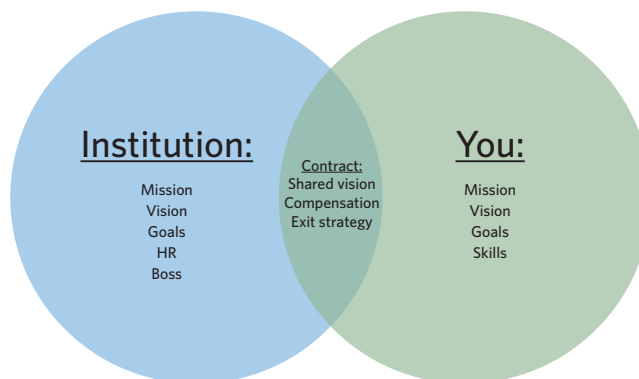 Institution:
Mission
Vision
Goals
HR
Boss
Contract:
Shared vision
Compensation
Exit strategy
You:
Mission
Vision
Goals
Skills